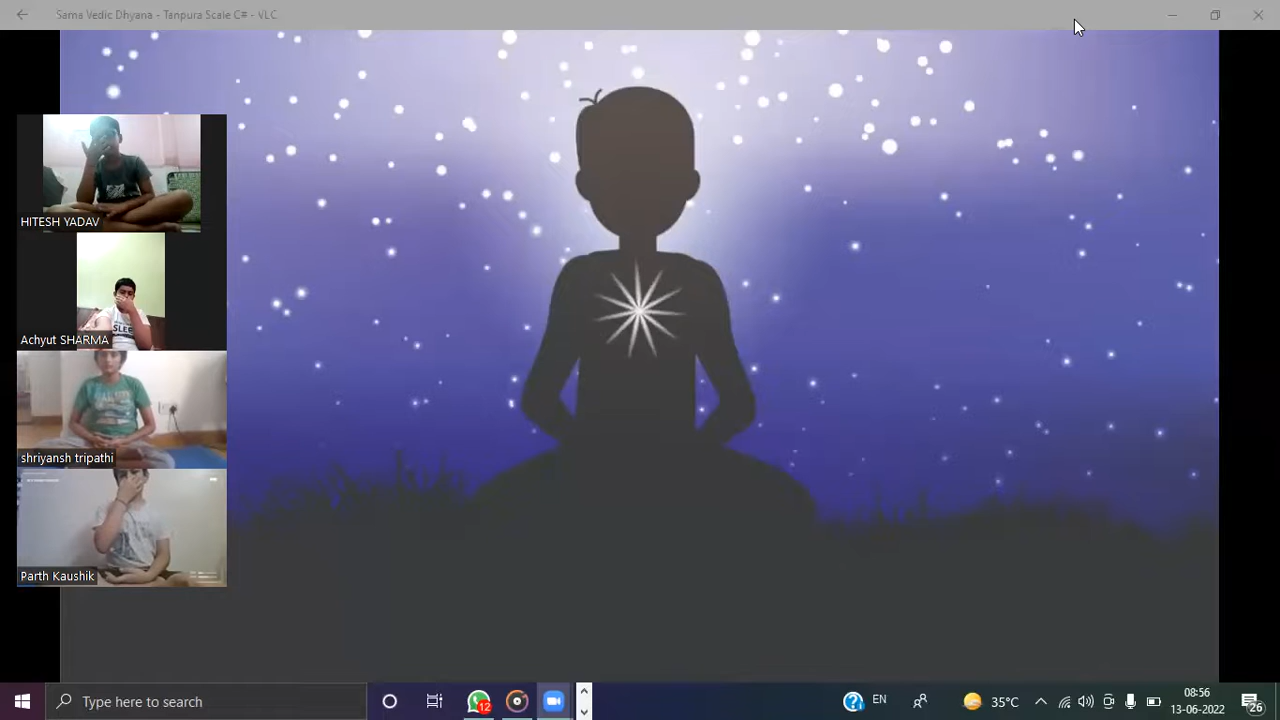 Sama Vedic Dhyana - Tanpura Scale C# - VLC
HITESH YADAV
Achyut SHARMA
SLEE
shriyansh tripathi
Parth Kaushik
Type here to search
12
EN
35°C
08:56
13-06-2022
26